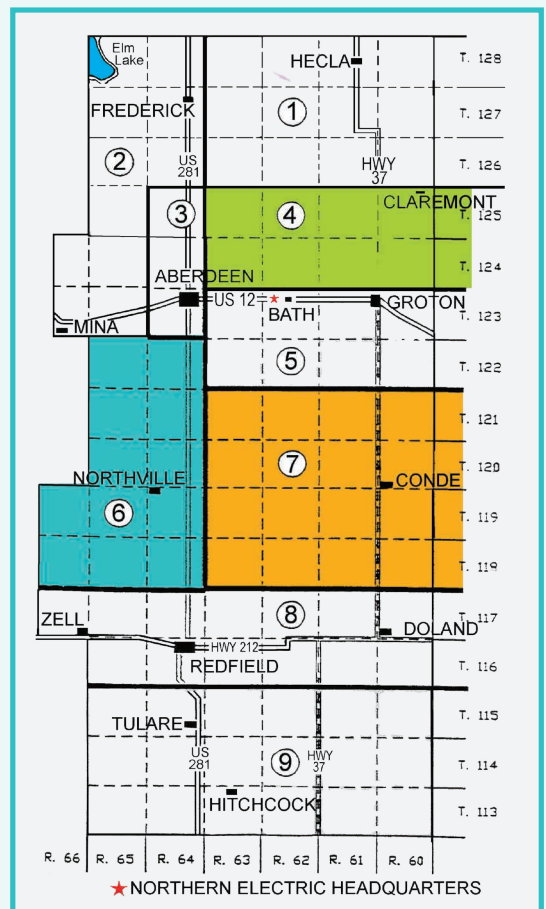 Elm
Lake
HECLA
T. 128
FREDERICK
1
T. 127
2
US
281
HWY
37
T. 126
3
4
CLAREMONT
T. 125
ABERDEEN
T. 124
MINA
US 12
BATH
GROTON
T. 123
5
T. 122
T. 121
7
T. 120
NORTHVILLE
CONDE
6
T. 119
T. 118
8
T. 117
ZELL
HWY 212
DOLAND
REDFIELD
T. 116
TULARE
T. 115
US
281
9
HWY
37
T. 114
HITCHCOCK
T. 113
R. 66 R. 65 R. 64 R. 63 R. 62 R. 61 R. 60
★NORTHERN ELECTRIC HEADQUARTERS